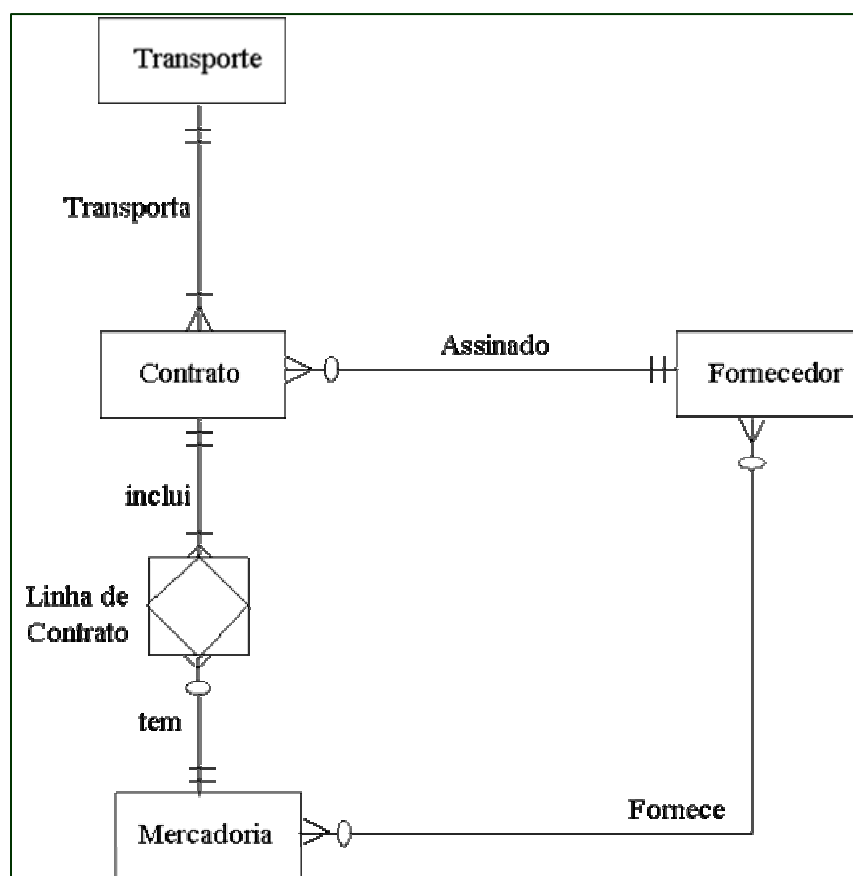 Transporte
Transporta
Contrato
Assinado
Fornecedor
inclui
Linha de
Contrato
tem
Mercadoria
Fornece